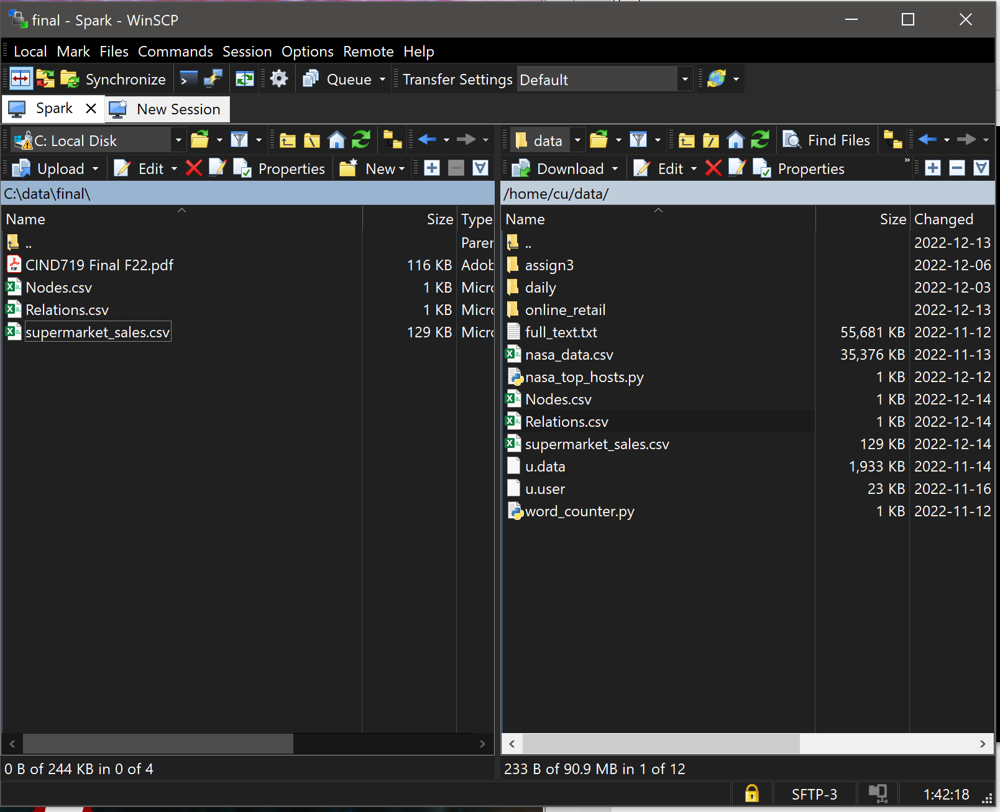 final - Spark - WinSCP
Local Mark Files Commands Session Options Remote Help
Synchronize Queue Transfer Settings Default
Spark New Session
C: Local Disk
Upload Edit Properties New
C:\data\final\
Name Size Type
.. Paren
CIND719 Final F22.pdf 116 KB Adob
Nodes.csv 1 KB Micro
Relations.csv 1 KB Micro
supermarket_sales.csv 129 KB Micro
0 B of 244 KB in 0 of 4
data Find Files
Download Edit Properties »
/home/cu/data/
Name Size Changed
.. 2022-12-13
assign3 2022-12-06
daily 2022-12-03
online_retail 2022-12-13
full_text.txt 55,681 KB 2022-11-12
nasa_data.csv 35,376 KB 2022-11-13
nasa_top_hosts.py 1 KB 2022-12-12
Nodes.csv 1 KB 2022-12-14
Relations.csv 1 KB 2022-12-14
supermarket_sales.csv 129 KB 2022-12-14
u.data 1,933 KB 2022-11-14
u.user 23 KB 2022-11-16
word_counter.py 1 KB 2022-11-12
233 B of 90.9 MB in 1 of 12
SFTP-3 1:42:18